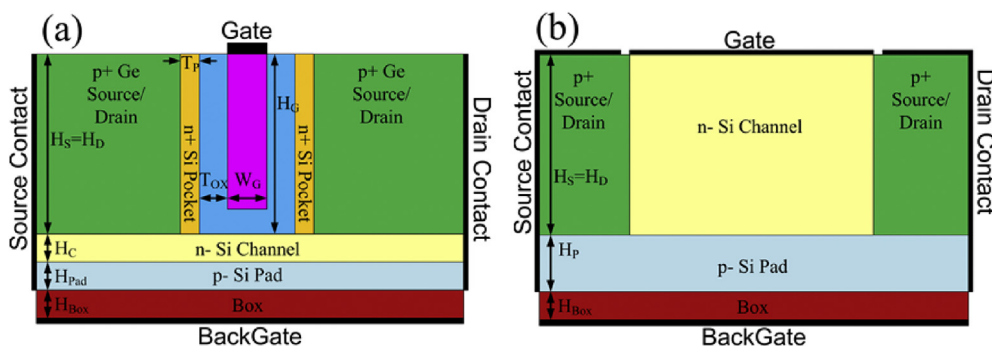 (a)
Gate
p+ Ge
Source/
Drain
T_P
p+ Ge
Source/
Drain
H_S=H_D
H_G
n+ Si Pocket
n+ Si Pocket
T_OX
W_G
Source Contact
Drain Contact
H_C
n- Si Channel
H_Pad
p- Si Pad
H_Box
Box
BackGate
(b)
Gate
p+
Source/
Drain
p+
Source/
Drain
n- Si Channel
H_S=H_D
Source Contact
Drain Contact
H_P
p- Si Pad
H_Box
Box
BackGate